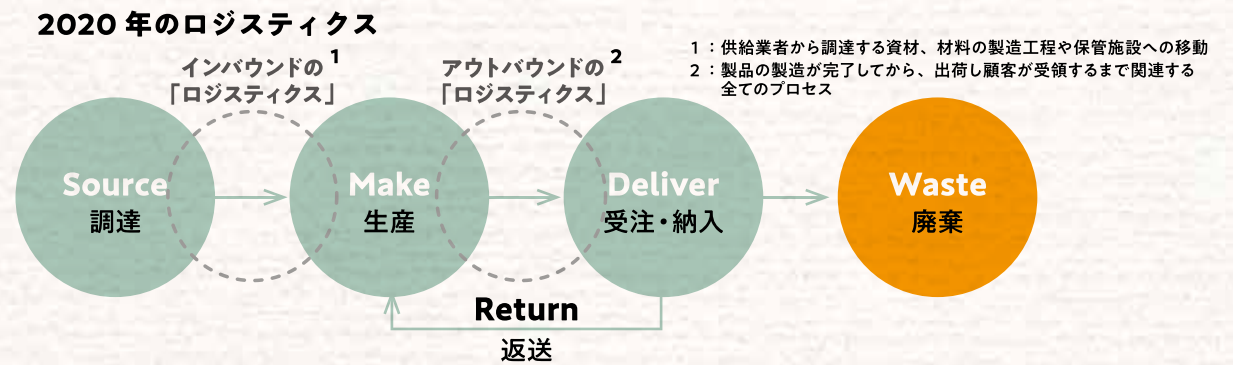 2020 年のロジスティクス
インバウンドの 1
「ロジスティクス」
アウトバウンドの 2
「ロジスティクス」
1 ：供給業者から調達する資材、材料の製造工程や保管施設への移動
2 ：製品の製造が完了してから、出荷し顧客が受領するまで関連する
全てのプロセス
Source
調達
Make
生産
Deliver
受注・納入
Waste
廃棄
Return
返送